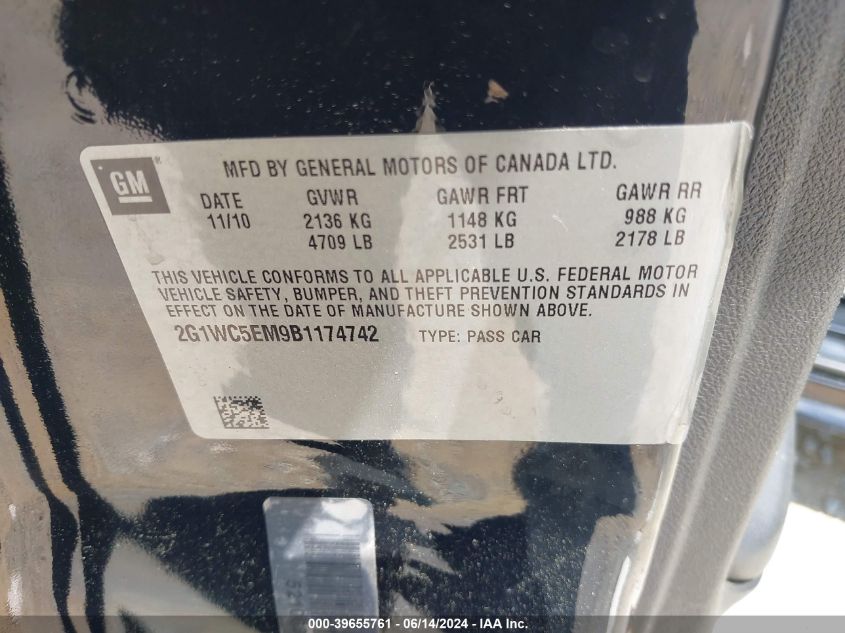 GM®
MFD BY GENERAL MOTORS OF CANADA LTD.
DATE GVWR GAWR FRT GAWR RR
11/10 2136 KG 1148 KG 988 KG
4709 LB 2531 LB 2178 LB
THIS VEHICLE CONFORMS TO ALL APPLICABLE U.S. FEDERAL MOTOR
VEHICLE SAFETY, BUMPER, AND THEFT PREVENTION STANDARDS IN
EFFECT ON THE DATE OF MANUFACTURE SHOWN ABOVE.
2G1WC5EM9B1174742 TYPE: PASS CAR
000-39655761 - 06/14/2024 - IAA Inc.